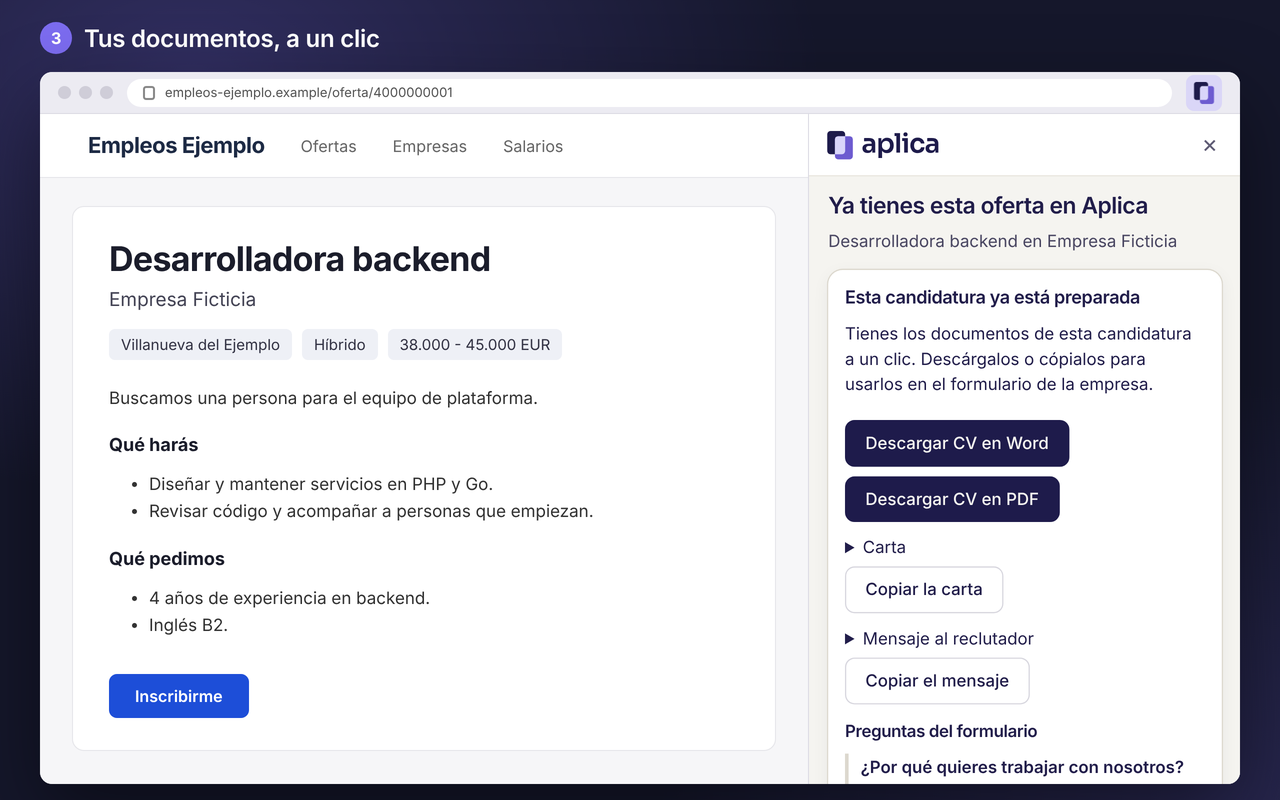 3 Tus documentos, a un clic
empleos-ejemplo.example/oferta/4000000001
Empleos Ejemplo Ofertas Empresas Salarios
Desarrolladora backend
Empresa Ficticia
Villanueva del Ejemplo Híbrido 38.000 - 45.000 EUR
Buscamos una persona para el equipo de plataforma.
Qué harás
• Diseñar y mantener servicios en PHP y Go.
• Revisar código y acompañar a personas que empiezan.
Qué pedimos
• 4 años de experiencia en backend.
• Inglés B2.
Inscribirme
aplica ✕
Ya tienes esta oferta en Aplica
Desarrolladora backend en Empresa Ficticia
Esta candidatura ya está preparada
Tienes los documentos de esta candidatura
a un clic. Descárgalos o cópialos para
usarlos en el formulario de la empresa.
Descargar CV en Word
Descargar CV en PDF
▶ Carta
Copiar la carta
▶ Mensaje al reclutador
Copiar el mensaje
Preguntas del formulario
¿Por qué quieres trabajar con nosotros?